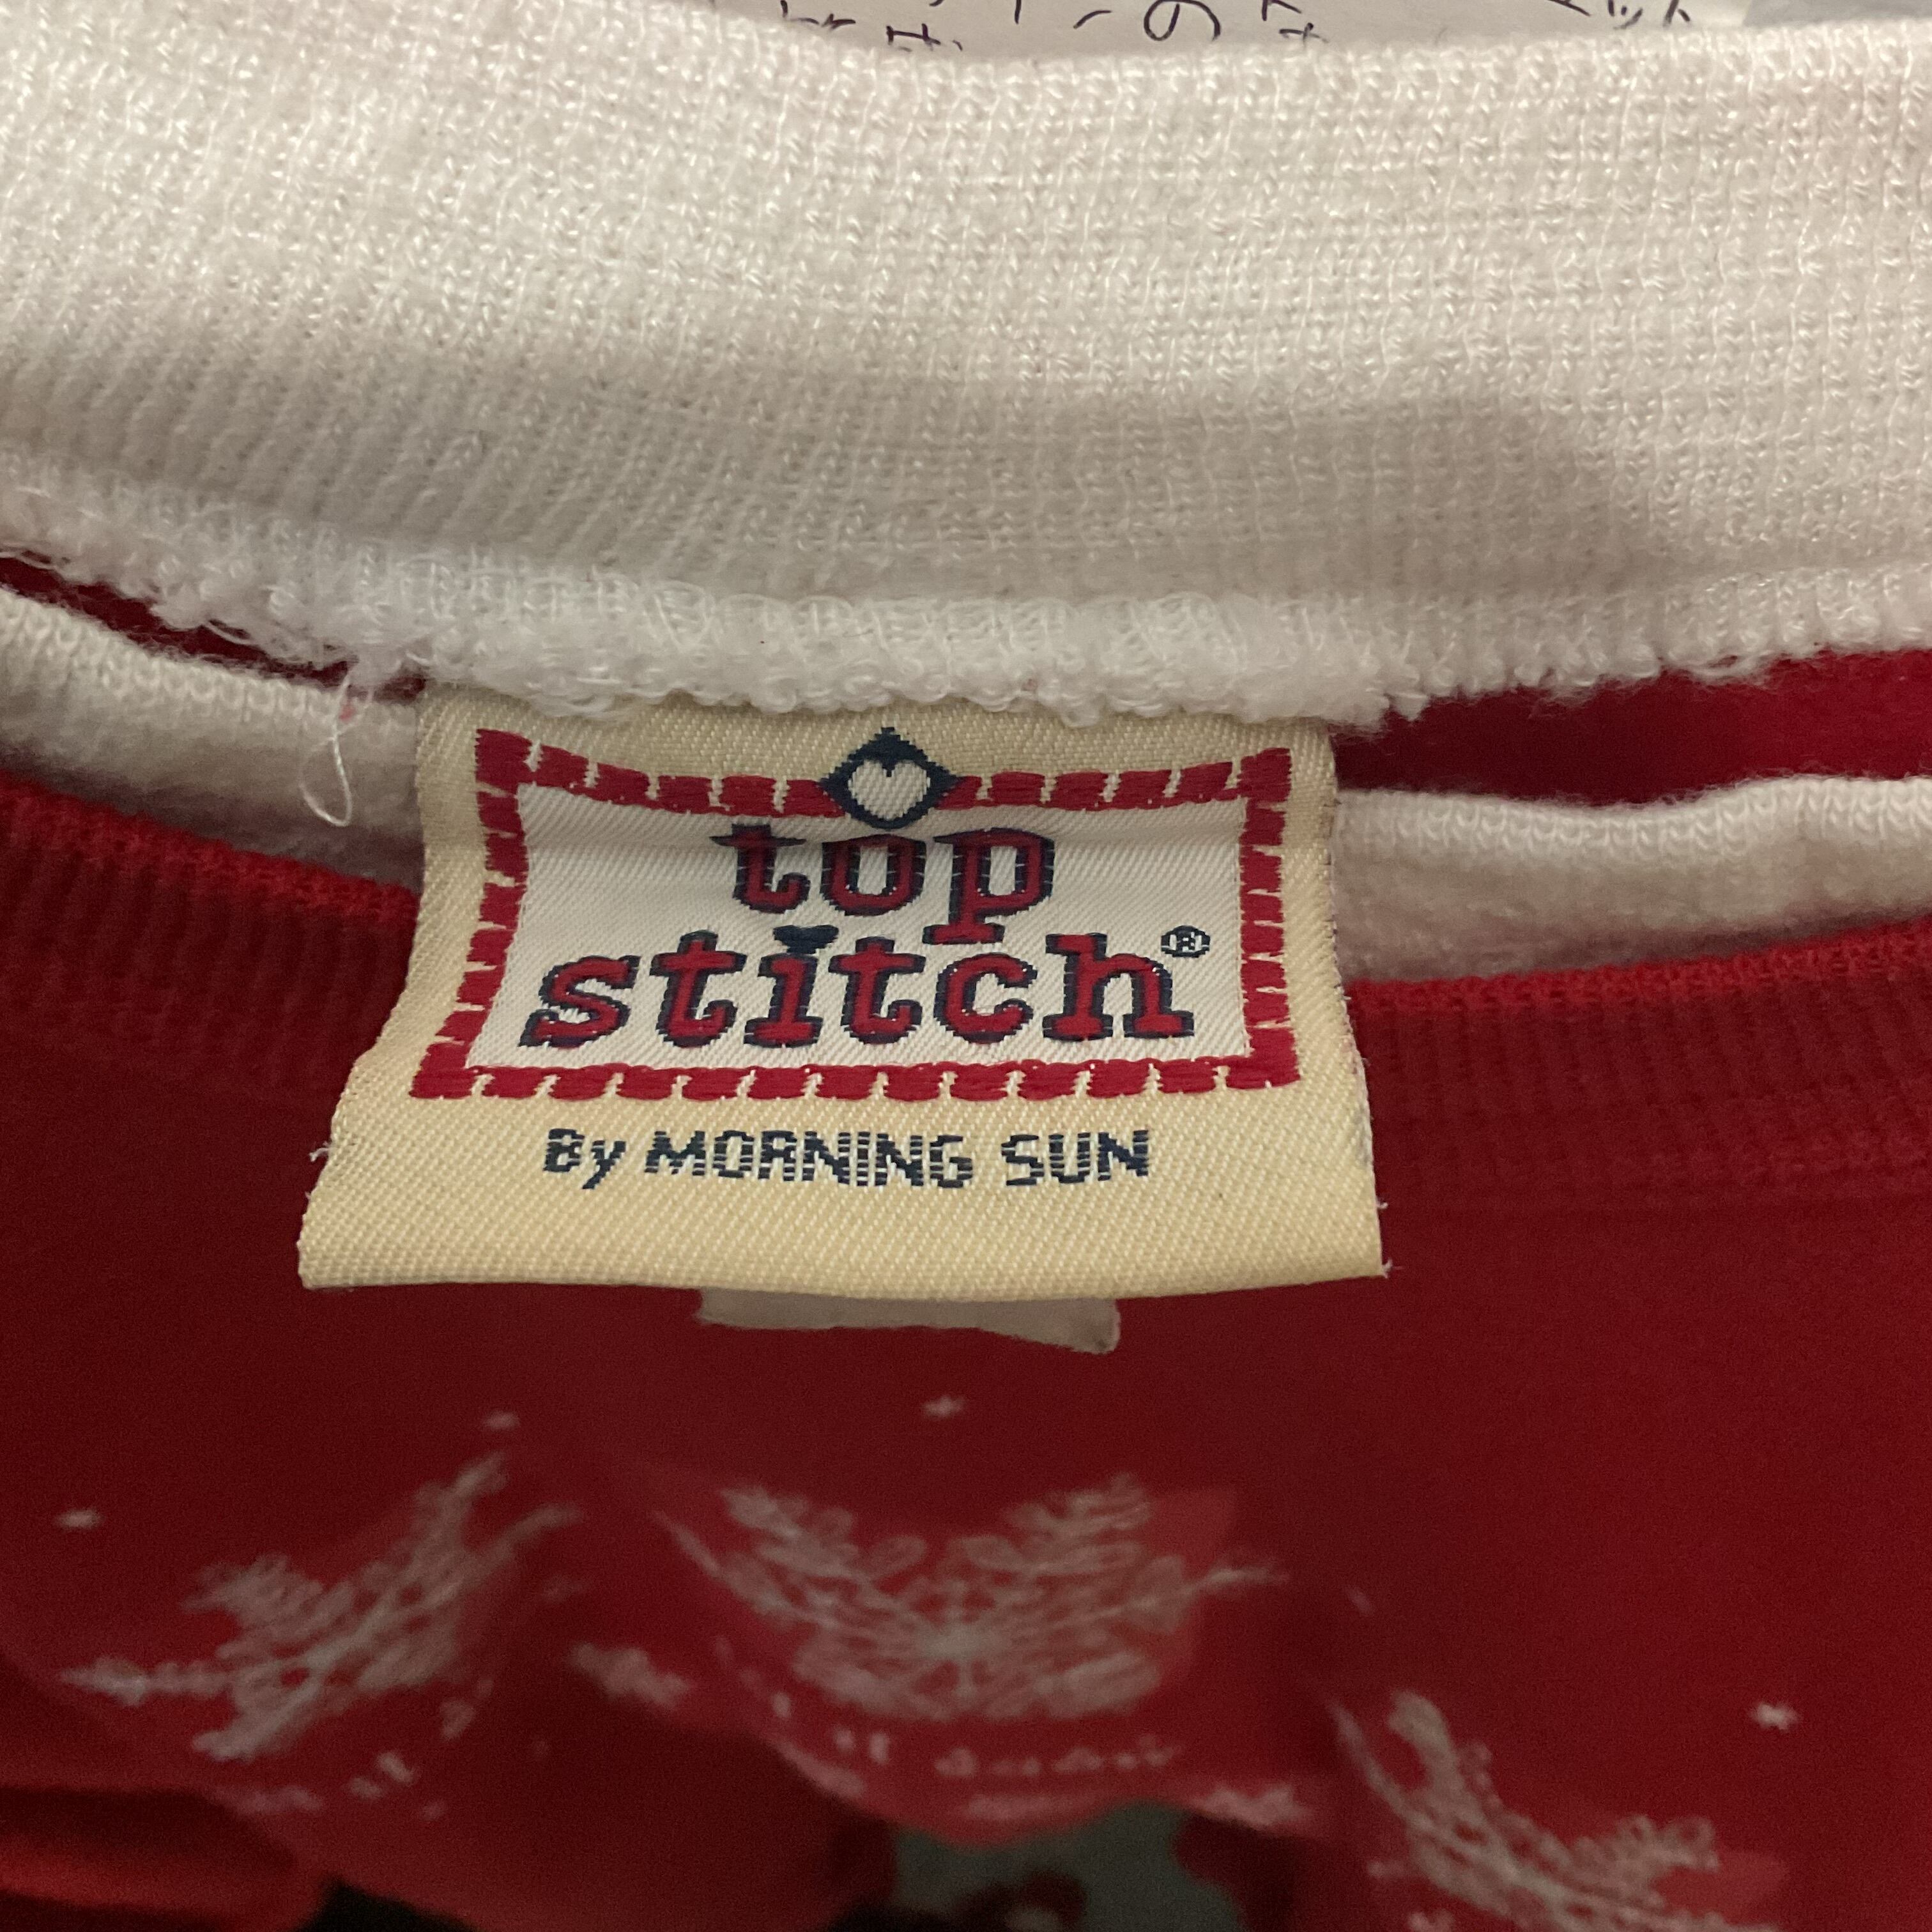 top
stitch®
By MORNING SUN